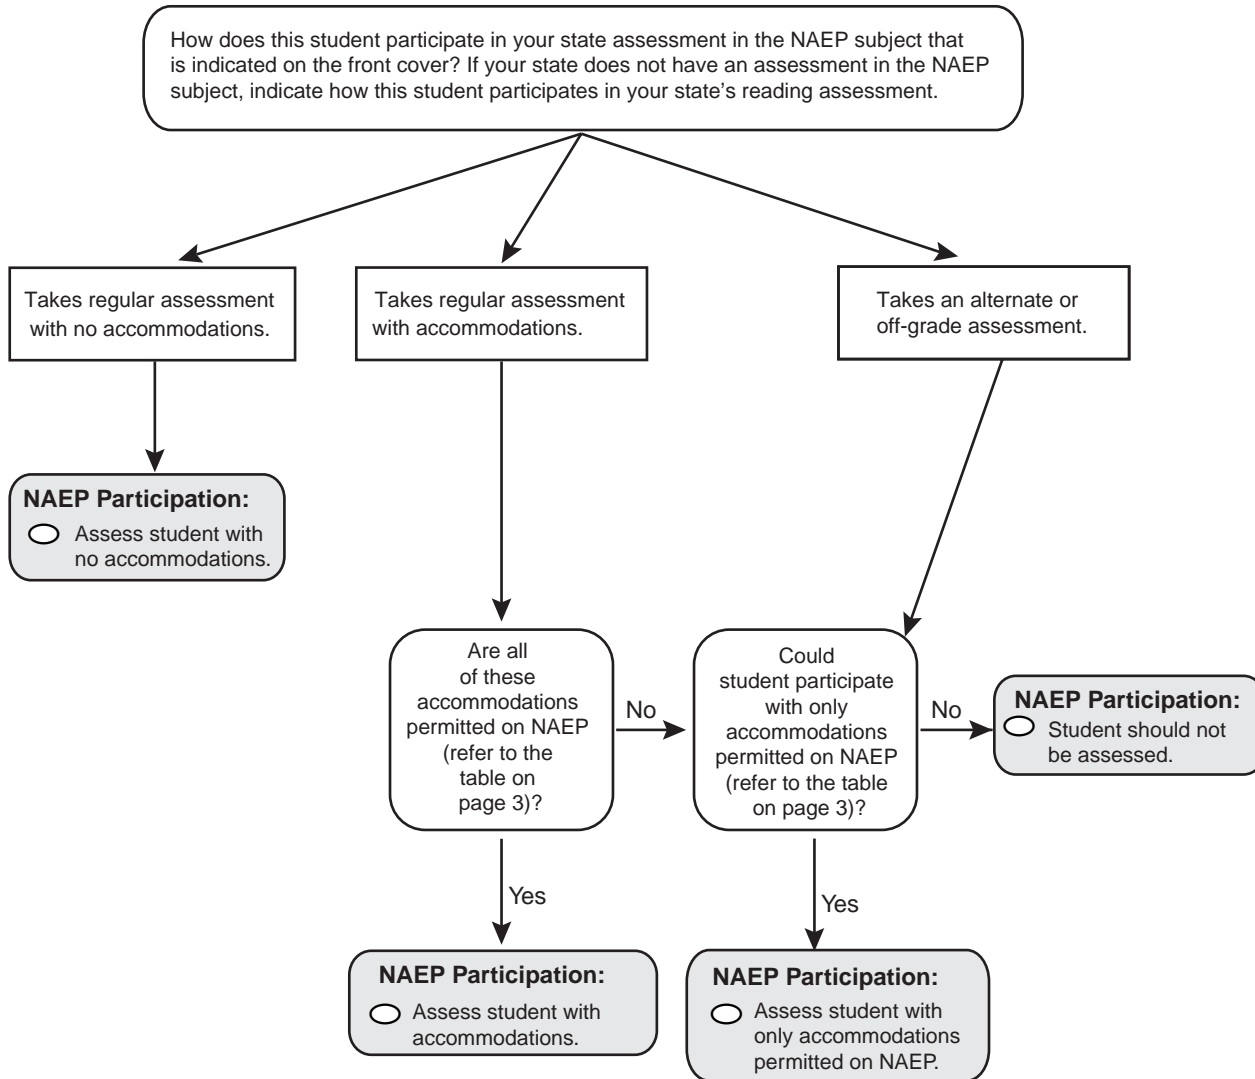 How does this student participate in your state assessment in the NAEP subject that
is indicated on the front cover? If your state does not have an assessment in the NAEP
subject, indicate how this student participates in your state’s reading assessment.
Takes regular assessment
with no accommodations.
Takes regular assessment
with accommodations.
Takes an alternate or
off-grade assessment.
NAEP Participation:
Assess student with
no accommodations.
Are all
of these
accommodations
permitted on NAEP
(refer to the
table on
page 3)?
No
Could
student participate
with only
accommodations
permitted on NAEP
(refer to the table
on page 3)?
No
NAEP Participation:
Student should not
be assessed.
Yes
Yes
NAEP Participation:
Assess student with
accommodations.
NAEP Participation:
Assess student with
only accommodations
permitted on NAEP.